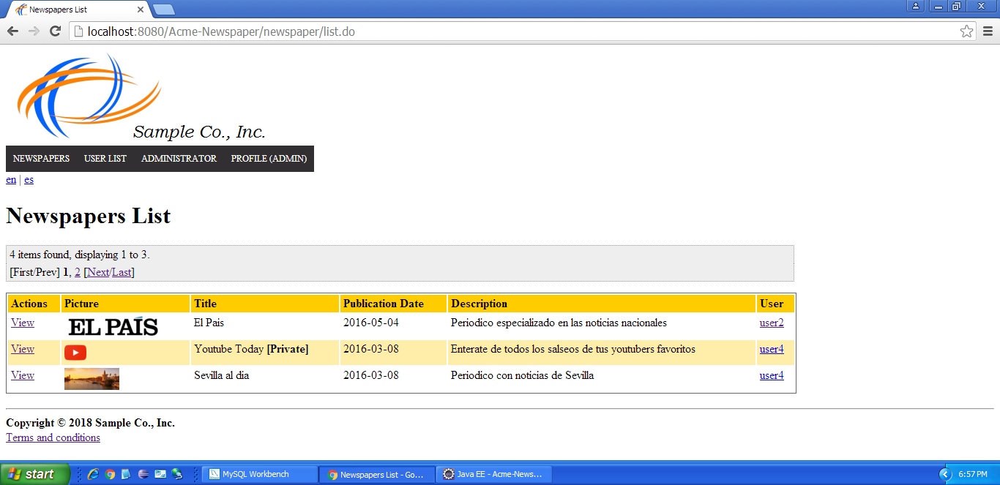 Newspapers List
localhost:8080/Acme-Newspaper/newspaper/list.do
Sample Co., Inc.
NEWSPAPERS USER LIST ADMINISTRATOR PROFILE (ADMIN)
en | es
Newspapers List
4 items found, displaying 1 to 3.
[First/Prev] 1, 2 [Next/Last]
Actions Picture Title Publication Date Description User
View EL PAÍS El Pais 2016-05-04 Periodico especializado en las noticias nacionales user2
View Youtube Today [Private] 2016-03-08 Enterate de todos los salseos de tus youtubers favoritos user4
View Sevilla al dia 2016-03-08 Periodico con noticias de Sevilla user4
Copyright © 2018 Sample Co., Inc.
Terms and conditions
start MySQL Workbench Newspapers List - Go... Java EE - Acme-News... 6:57 PM